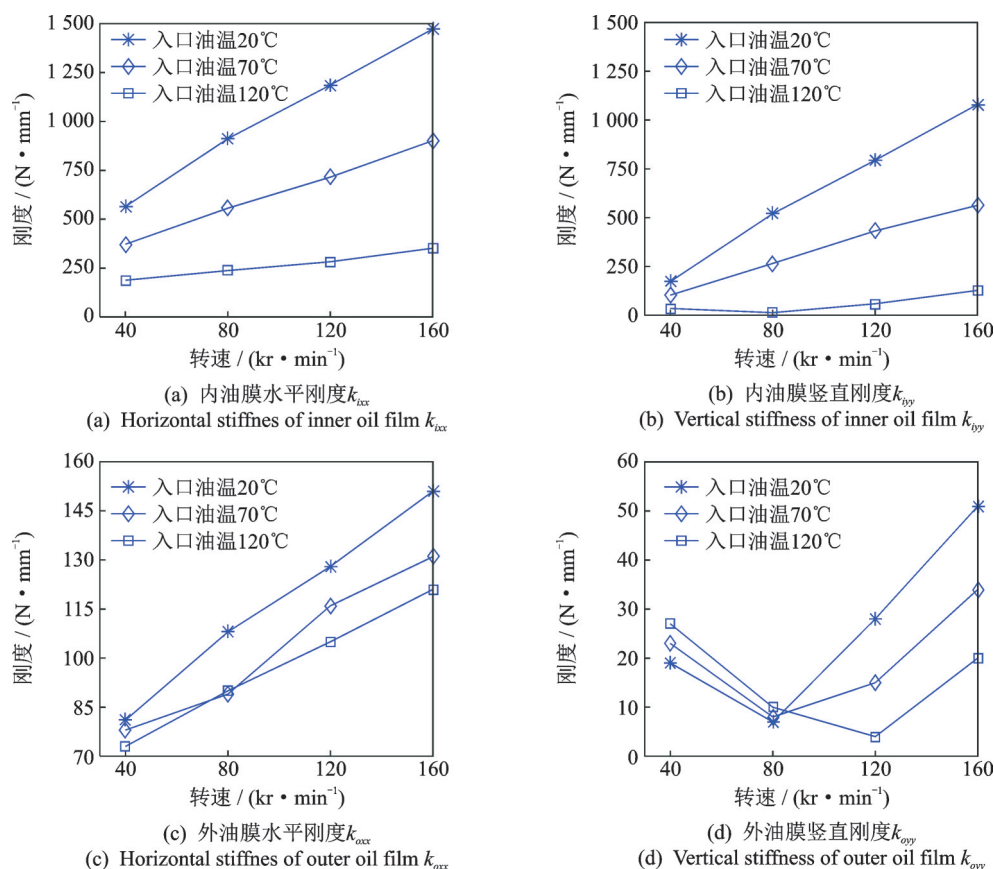 1 500
1 250
1 000
750
500
250
0
入口油温20℃
入口油温70℃
入口油温120℃
刚度 / (N·mm⁻¹)
40 80 120 160
转速 / (kr·min⁻¹)
(a) 内油膜水平刚度kixx
(a) Horizontal stiffnes of inner oil film kixx
1 500
1 250
1 000
750
500
250
0
入口油温20℃
入口油温70℃
入口油温120℃
刚度 / (N·mm⁻¹)
40 80 120 160
转速 / (kr·min⁻¹)
(b) 内油膜竖直刚度kiyy
(b) Vertical stiffness of inner oil film kiyy
160
145
130
115
100
85
70
入口油温20℃
入口油温70℃
入口油温120℃
刚度 / (N·mm⁻¹)
40 80 120 160
转速 / (kr·min⁻¹)
(c) 外油膜水平刚度koxx
(c) Horizontal stiffnes of outer oil film koxx
60
50
40
30
20
10
0
入口油温20℃
入口油温70℃
入口油温120℃
刚度 / (N·mm⁻¹)
40 80 120 160
转速 / (kr·min⁻¹)
(d) 外油膜竖直刚度koyy
(d) Vertical stiffness of outer oil film koyy